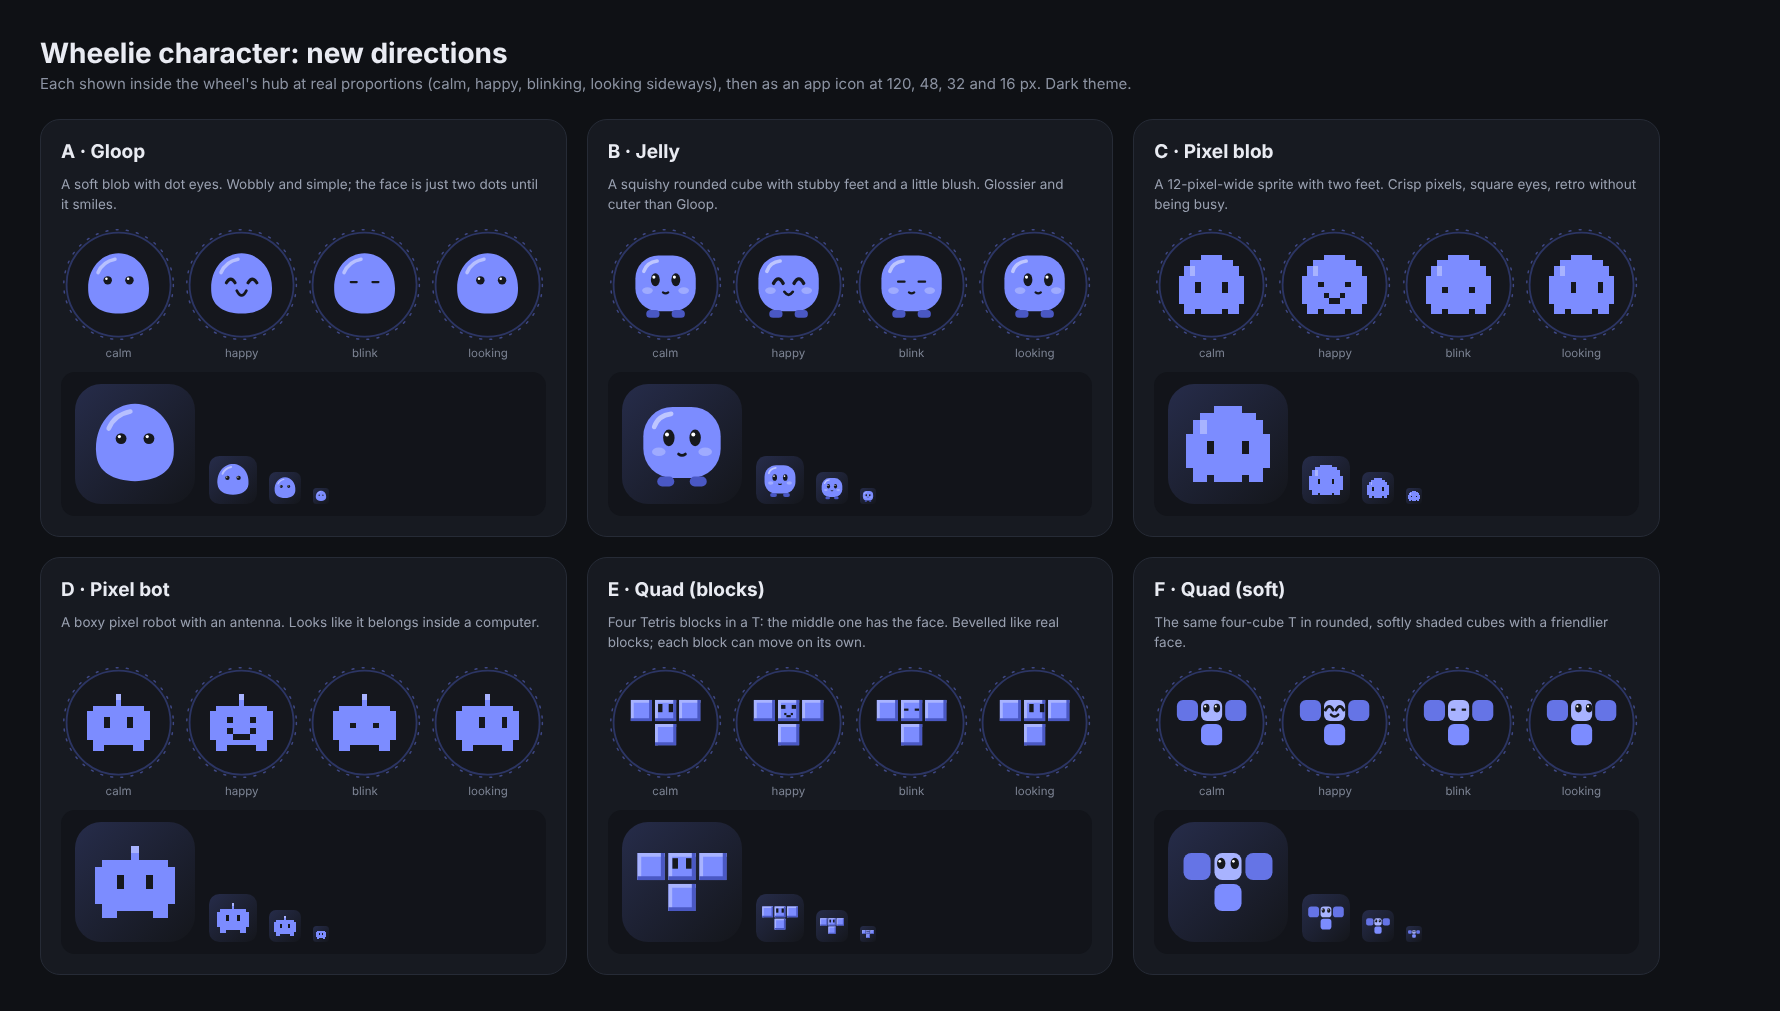 Wheelie character: new directions
Each shown inside the wheel's hub at real proportions (calm, happy, blinking, looking sideways), then as an app icon at 120, 48, 32 and 16 px. Dark theme.
A · Gloop
A soft blob with dot eyes. Wobbly and simple; the face is just two dots until
it smiles.
calm
happy
blink
looking
B · Jelly
A squishy rounded cube with stubby feet and a little blush. Glossier and
cuter than Gloop.
calm
happy
blink
looking
C · Pixel blob
A 12-pixel-wide sprite with two feet. Crisp pixels, square eyes, retro without
being busy.
calm
happy
blink
looking
D · Pixel bot
A boxy pixel robot with an antenna. Looks like it belongs inside a computer.
calm
happy
blink
looking
E · Quad (blocks)
Four Tetris blocks in a T: the middle one has the face. Bevelled like real
blocks; each block can move on its own.
calm
happy
blink
looking
F · Quad (soft)
The same four-cube T in rounded, softly shaded cubes with a friendlier
face.
calm
happy
blink
looking